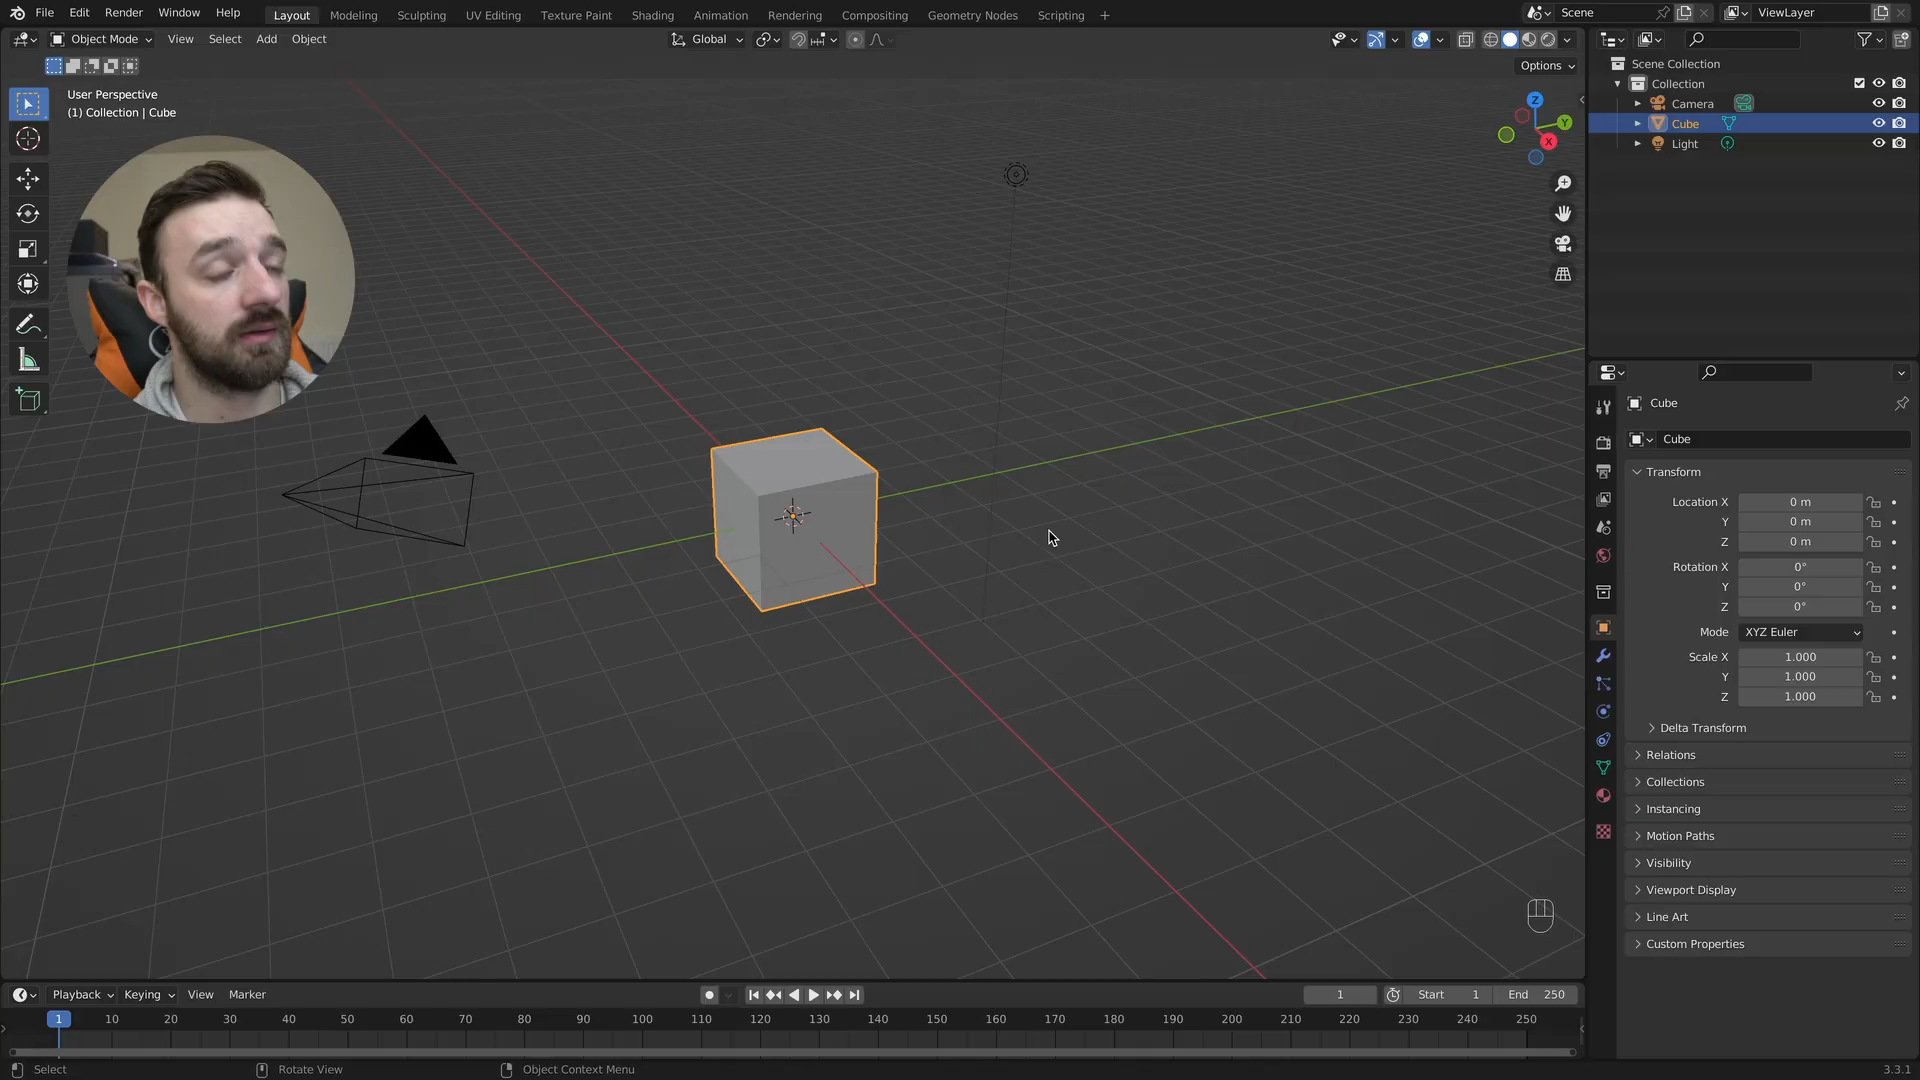 File Edit Render Window Help Layout Modeling Sculpting UV Editing Texture Paint Shading Animation Rendering Compositing Geometry Nodes Scripting + Scene ViewLayer
Object Mode View Select Add Object Global
Options
User Perspective
(1) Collection | Cube
Z
Y
X
Scene Collection
Collection
Camera
Cube
Light
Cube
Cube
Transform
Location X 0 m
Y 0 m
Z 0 m
Rotation X 0°
Y 0°
Z 0°
Mode XYZ Euler
Scale X 1.000
Y 1.000
Z 1.000
Delta Transform
Relations
Collections
Instancing
Motion Paths
Visibility
Viewport Display
Line Art
Custom Properties
Playback Keying View Marker 1 Start 1 End 250
1 10 20 30 40 50 60 70 80 90 100 110 120 130 140 150 160 170 180 190 200 210 220 230 240 250
Select Rotate View Object Context Menu 3.3.1